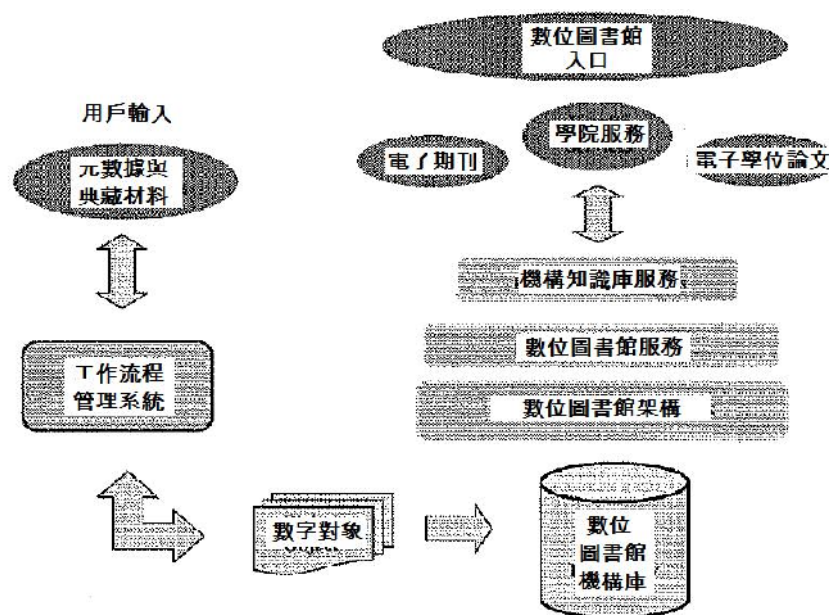 數位圖書館
入口
用戶輸入
學院服務
電子期刊
電子學位論文
元數據與
典藏材料
機構知識庫服務
數位圖書館服務
工作流程
管理系統
數位圖書館架構
數字對象
數位
圖書館
機構庫